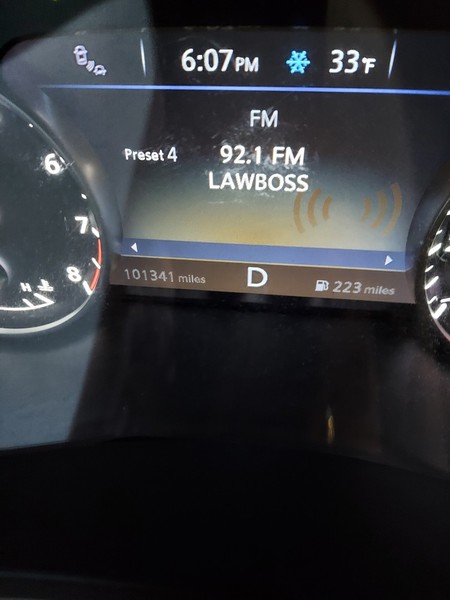 6:07PM 33°F
FM
Preset 4 92.1 FM
LAWBOSS
6
7
8
H
101341 miles D 223 miles